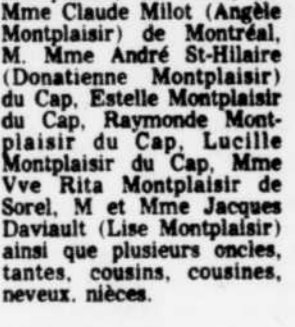 Mme Claude Milot (Angèle
Montplaisir) de Montréal,
M. Mme André St-Hilaire
(Donatienne Montplaisir)
du Cap, Estelle Montplaisir
du Cap, Raymonde Mont-
plaisir du Cap, Lucille
Montplaisir du Cap, Mme
Vve Rita Montplaisir de
Sorel, M et Mme Jacques
Daviault (Lise Montplaisir)
ainsi que plusieurs oncles,
tantes, cousins, cousines,
neveux. nièces.